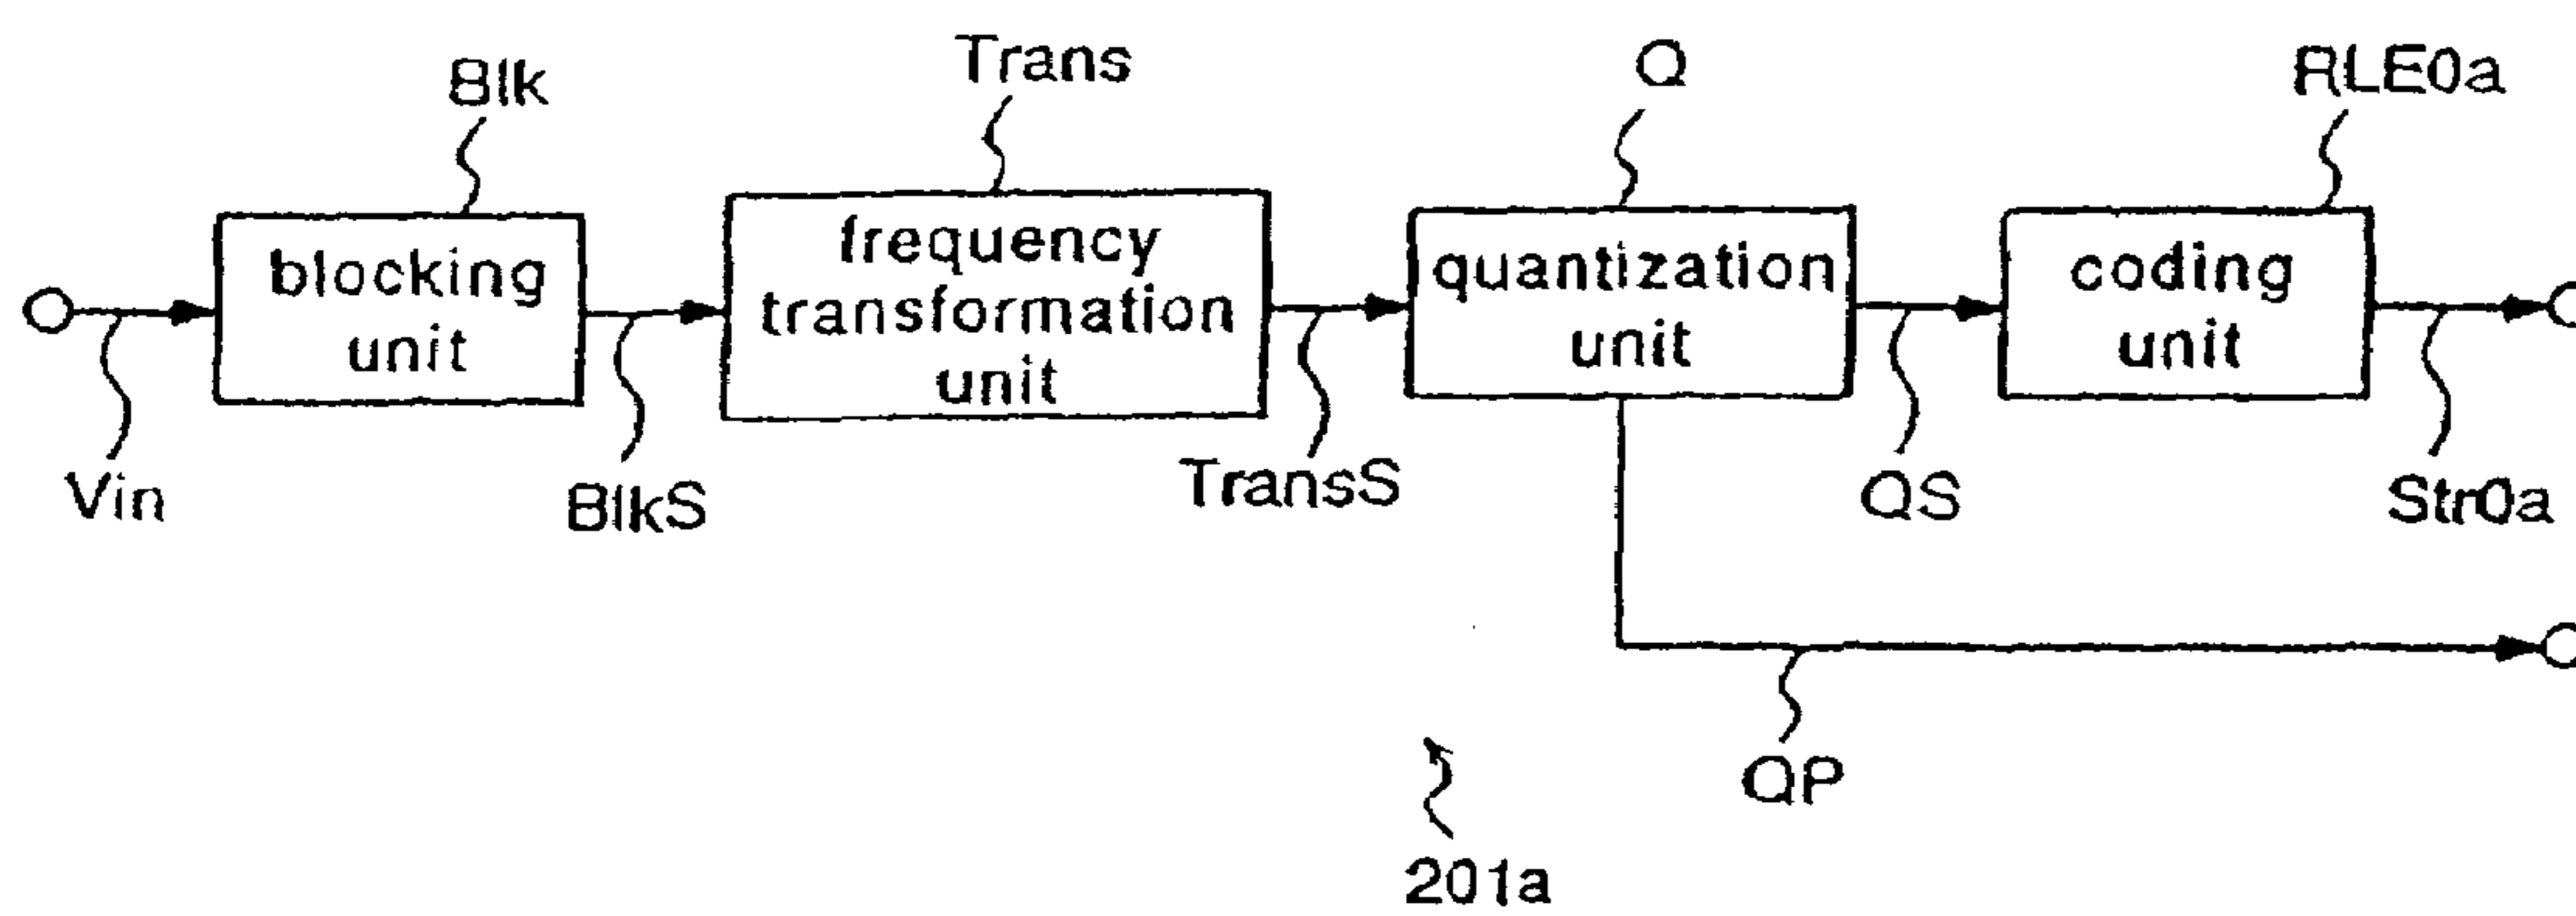 Blk
Trans
Q
RLE0a
blocking
unit
frequency
transformation
unit
quantization
unit
coding
unit
Vin
BlkS
TransS
QS
Str0a
QP
201a